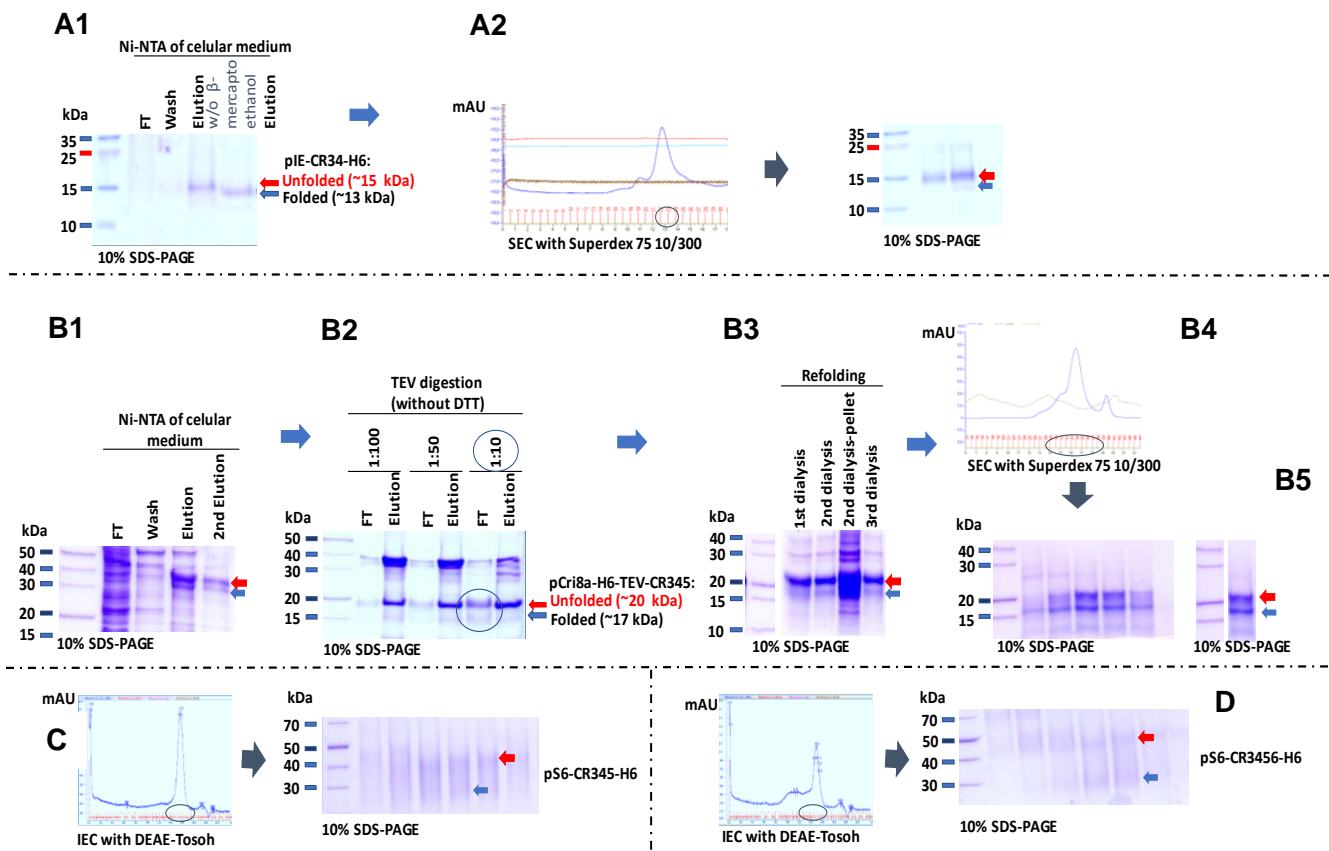 A1
A2
Ni-NTA of celular medium
FT
Wash
Elution
w/o β-
mercapto
ethanol
Elution
kDa
35
25
15
10
pIE-CR34-H6:
Unfolded (~15 kDa)
Folded (~13 kDa)
10% SDS-PAGE
mAU
SEC with Superdex 75 10/300
35
25
15
10
10% SDS-PAGE
B1
B2
B3
B4
Ni-NTA of celular
medium
FT
Wash
Elution
2nd Elution
kDa
50
40
30
20
15
10% SDS-PAGE
TEV digestion
(without DTT)
1:100
1:50
1:10
FT
Elution
FT
Elution
FT
Elution
kDa
50
40
30
20
15
pCri8a-H6-TEV-CR345:
Unfolded (~20 kDa)
Folded (~17 kDa)
10% SDS-PAGE
Refolding
1st dialysis
2nd dialysis
2nd dialysis-pellet
3rd dialysis
kDa
40
30
20
15
10
10% SDS-PAGE
mAU
SEC with Superdex 75 10/300
B5
kDa
40
30
20
15
10% SDS-PAGE
10% SDS-PAGE
C
mAU
IEC with DEAE-Tosoh
kDa
70
50
40
30
pS6-CR345-H6
10% SDS-PAGE
D
mAU
IEC with DEAE-Tosoh
kDa
70
50
40
30
pS6-CR3456-H6
10% SDS-PAGE